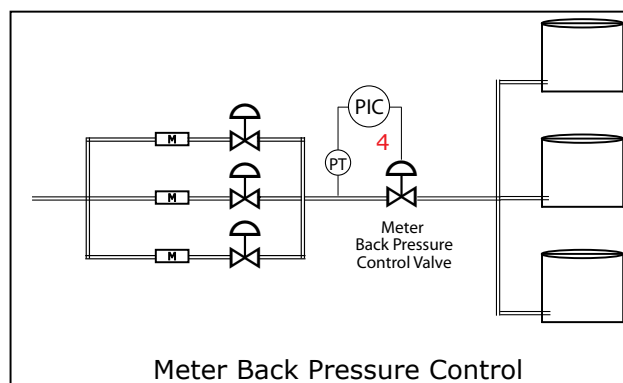 PIC
4
PT
M
M
M
Meter
Back Pressure
Control Valve
Meter Back Pressure Control